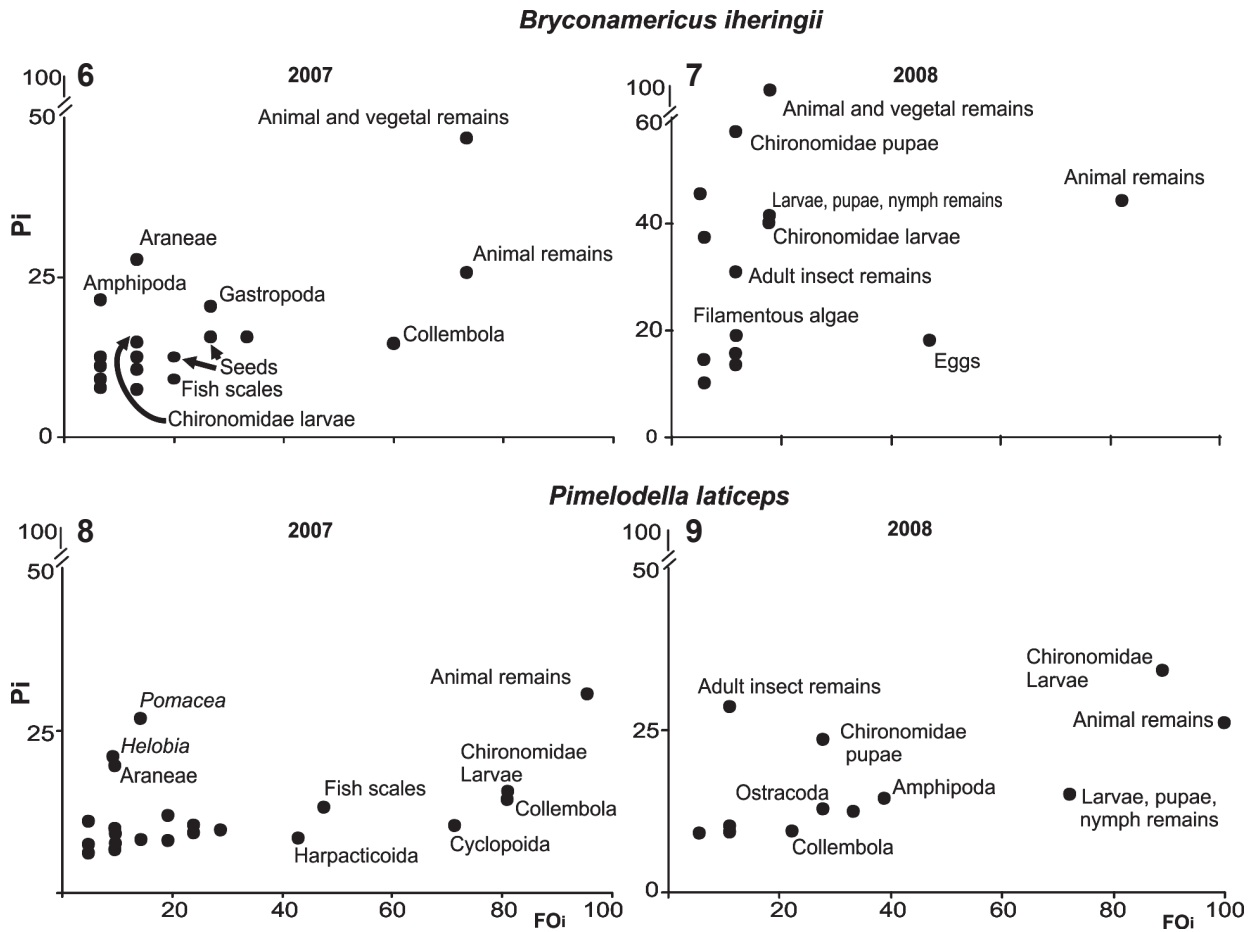 Bryconamericus iheringii
100
6
2007
50
Animal and vegetal remains
Pi
Araneae
Animal remains
25
Amphipoda
Gastropoda
Collembola
Seeds
Fish scales
Chironomidae larvae
0
7
2008
100
Animal and vegetal remains
60
Chironomidae pupae
Animal remains
Larvae, pupae, nymph remains
40
Chironomidae larvae
Adult insect remains
Filamentous algae
20
Eggs
0
Pimelodella laticeps
100
8
2007
50
Animal remains
Pi
Pomacea
25
Helobia
Araneae
Chironomidae
Larvae
Fish scales
Collembola
Cyclopoida
Harpacticoida
20
40
60
80
100
FOi
100
9
2008
50
Chironomidae
Larvae
Adult insect remains
Animal remains
25
Chironomidae
pupae
Amphipoda
Ostracoda
Larvae, pupae,
nymph remains
Collembola
0
20
40
60
80
100
FOi